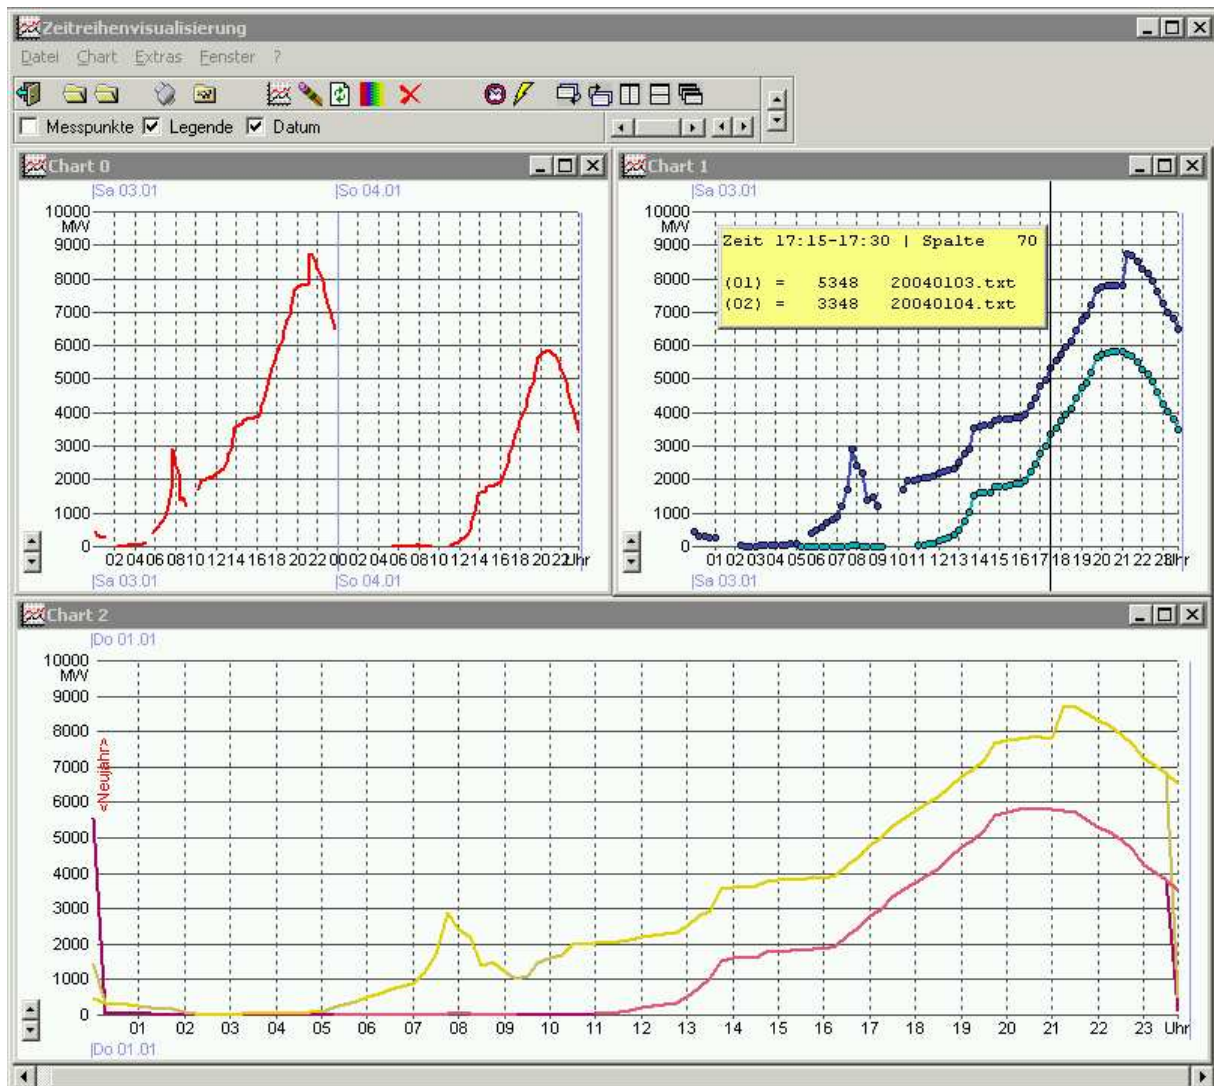 Zeitreihenvisualisierung
Datei Chart Extras Fenster ?
Messpunkte Legende Datum
Chart 0
|Sa 03.01 |So 04.01
10000
MW
9000
8000
7000
6000
5000
4000
3000
2000
1000
0
02 04 06 08 10 12 14 16 18 20 22 00 02 04 06 08 10 12 14 16 18 20 22 Uhr
|Sa 03.01 |So 04.01
Chart 1
|Sa 03.01
10000
MW
9000
8000
7000
6000
5000
4000
3000
2000
1000
0
Zeit 17:15-17:30 | Spalte 70
(01) = 5348 20040103.txt
(02) = 3348 20040104.txt
01 02 03 04 05 06 07 08 09 10 11 12 13 14 15 16 17 18 19 20 21 22 23 Uhr
|Sa 03.01
Chart 2
|Do 01.01
10000
MW
9000
8000
7000
6000
5000
4000
3000
2000
1000
0
<Neujahr>
01 02 03 04 05 06 07 08 09 10 11 12 13 14 15 16 17 18 19 20 21 22 23 Uhr
|Do 01.01